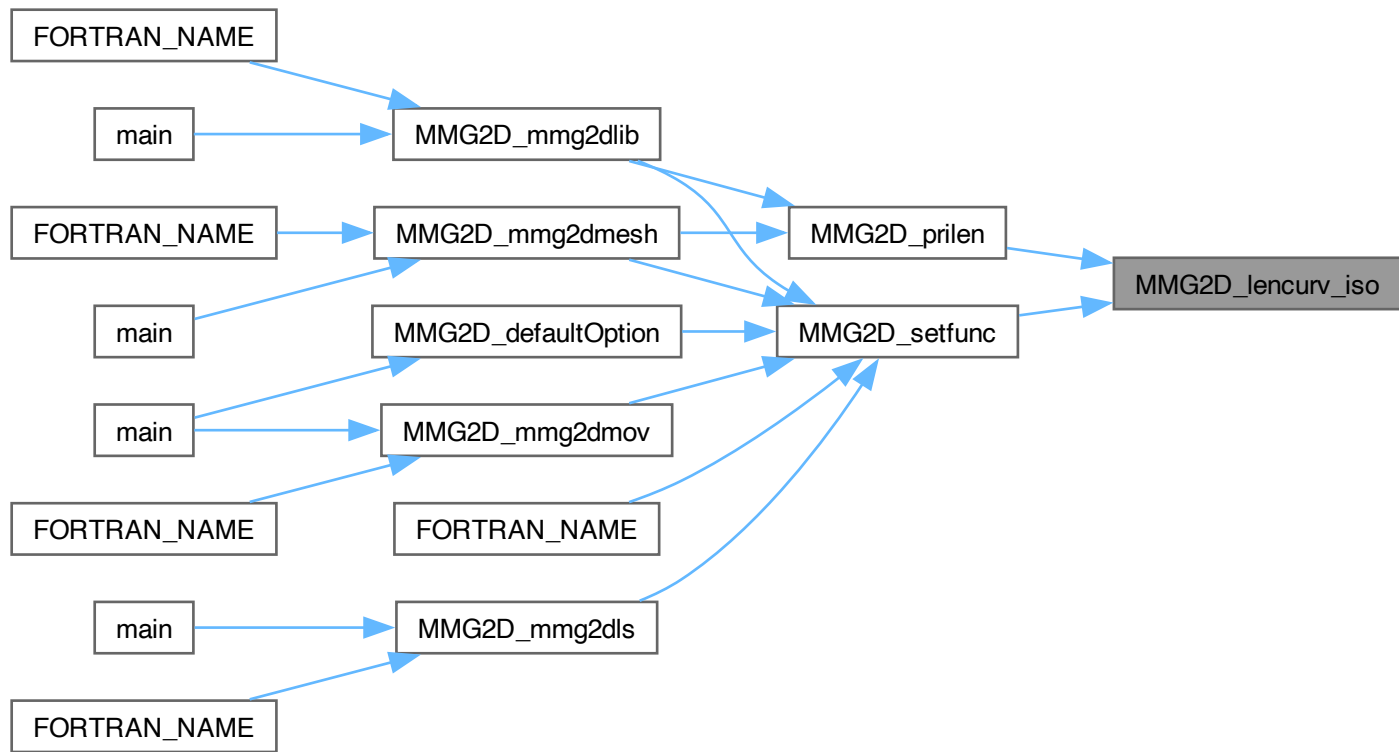 FORTRAN_NAME
main
MMG2D_mmg2dlib
FORTRAN_NAME
MMG2D_mmg2dmesh
MMG2D_prilen
MMG2D_lencurv_iso
main
MMG2D_defaultOption
MMG2D_setfunc
main
MMG2D_mmg2dmov
FORTRAN_NAME
FORTRAN_NAME
main
MMG2D_mmg2dls
FORTRAN_NAME